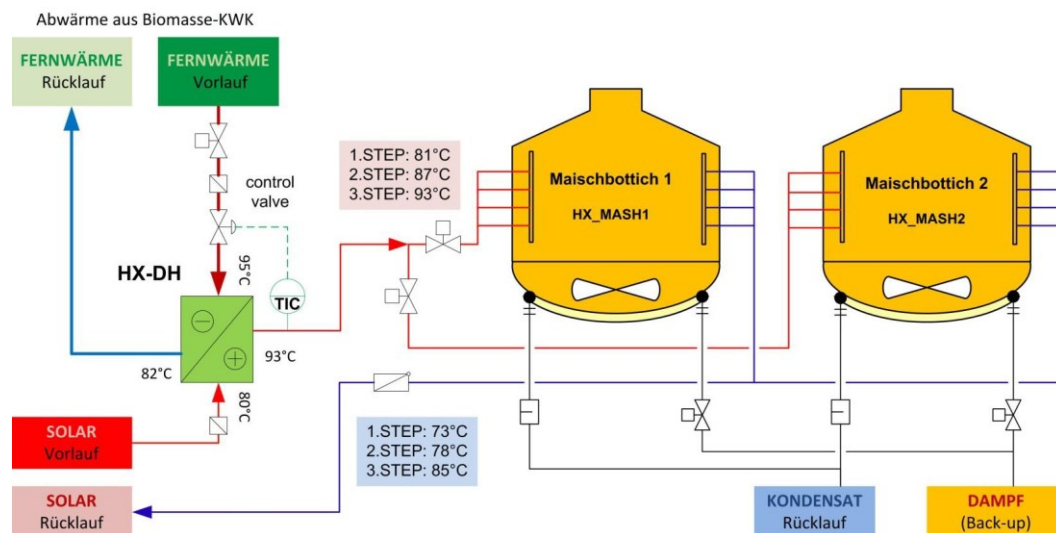 Abwärme aus Biomasse-KWK
FERNWÄRME
Rücklauf
FERNWÄRME
Vorlauf
control
valve
HX-DH
95°C
TIC
93°C
82°C
80°C
1.STEP: 81°C
2.STEP: 87°C
3.STEP: 93°C
Maischbottich 1
HX_MASH1
Maischbottich 2
HX_MASH2
SOLAR
Vorlauf
SOLAR
Rücklauf
1.STEP: 73°C
2.STEP: 78°C
3.STEP: 85°C
KONDENSAT
Rücklauf
DAMPF
(Back-up)